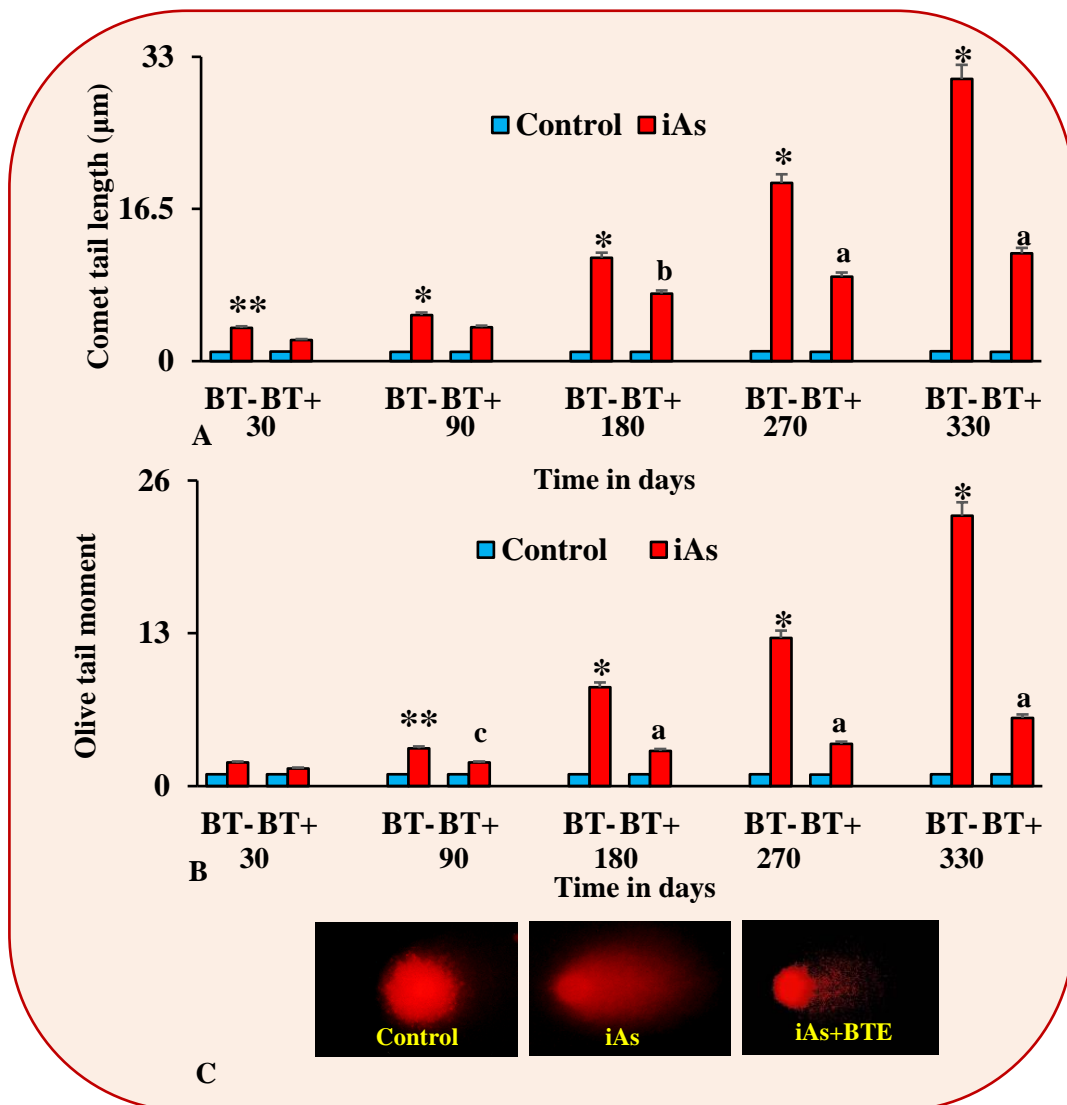 Comet tail length (µm)
33
16.5
0
Control iAs
** * * * *
b a a
BT- BT+ BT- BT+ BT- BT+ BT- BT+ BT- BT+
30 90 180 270 330
A
Time in days
Olive tail moment
26
13
0
Control iAs
** * * *
c a a a
BT- BT+ BT- BT+ BT- BT+ BT- BT+ BT- BT+
30 90 180 270 330
B
Time in days
Control iAs iAs+BTE
C